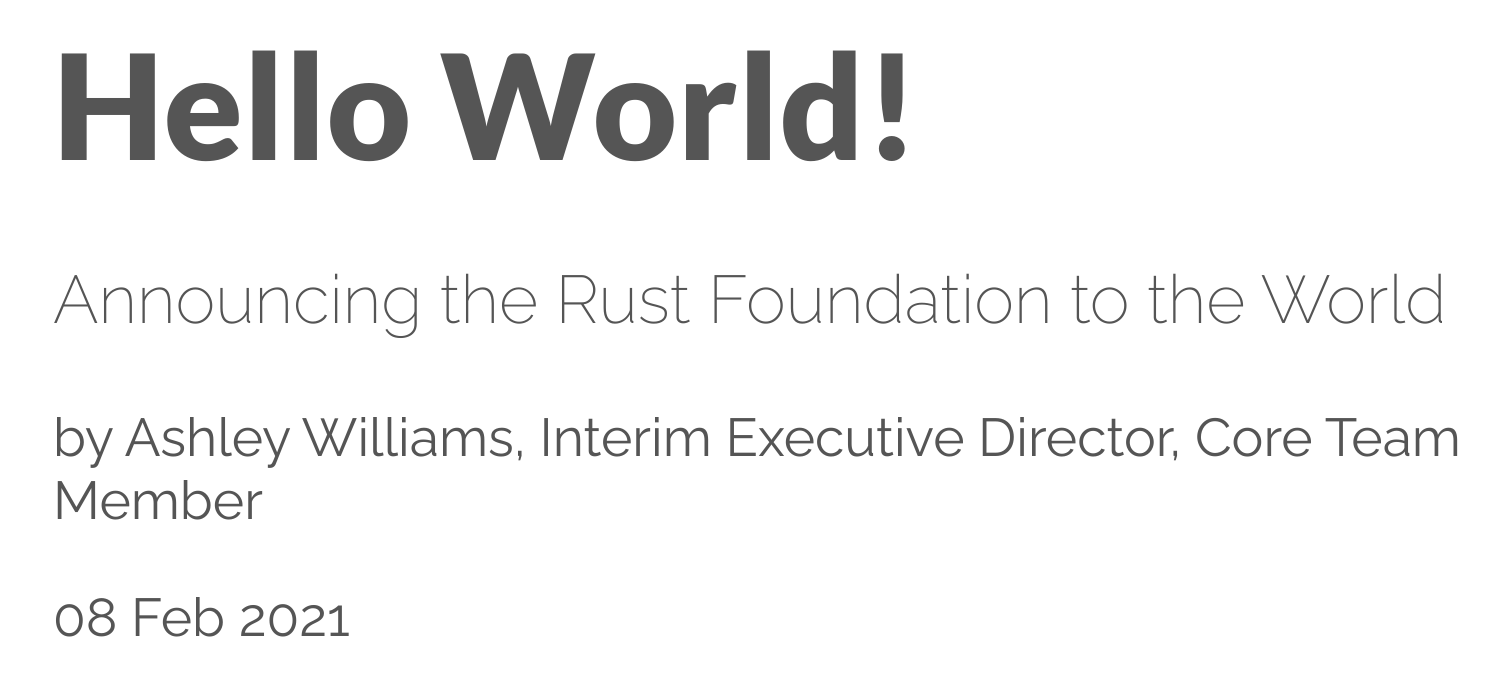 Hello World!
Announcing the Rust Foundation to the World
by Ashley Williams, Interim Executive Director, Core Team
Member
08 Feb 2021